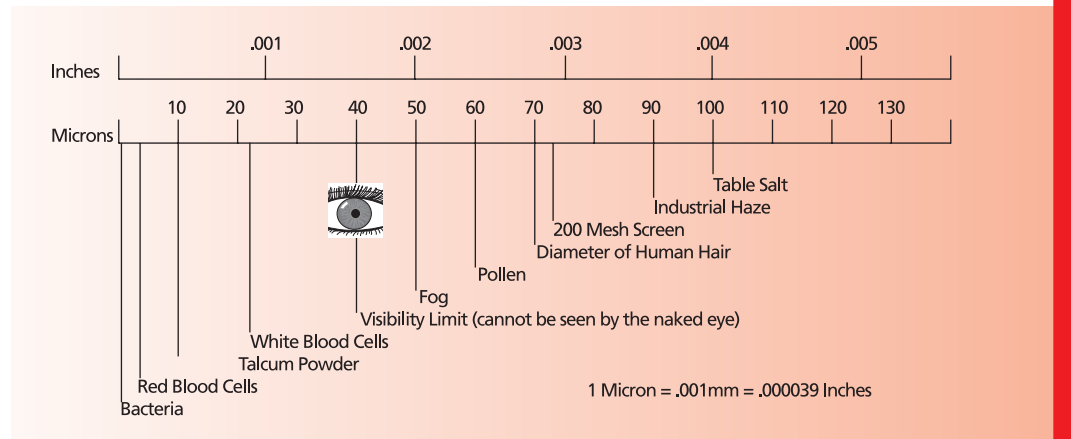 .001 .002 .003 .004 .005
Inches
10 20 30 40 50 60 70 80 90 100 110 120 130
Microns
Table Salt
Industrial Haze
200 Mesh Screen
Diameter of Human Hair
Pollen
Fog
Visibility Limit (cannot be seen by the naked eye)
White Blood Cells
Talcum Powder
Red Blood Cells
1 Micron = .001mm = .000039 Inches
Bacteria